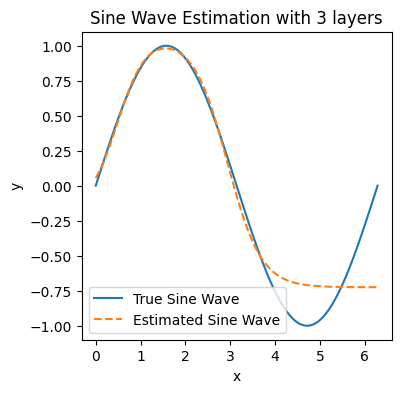 Sine Wave Estimation with 3 layers
1.00
0.75
0.50
0.25
0.00
−0.25
−0.50
−0.75
−1.00
y
True Sine Wave
Estimated Sine Wave
0 1 2 3 4 5 6
x